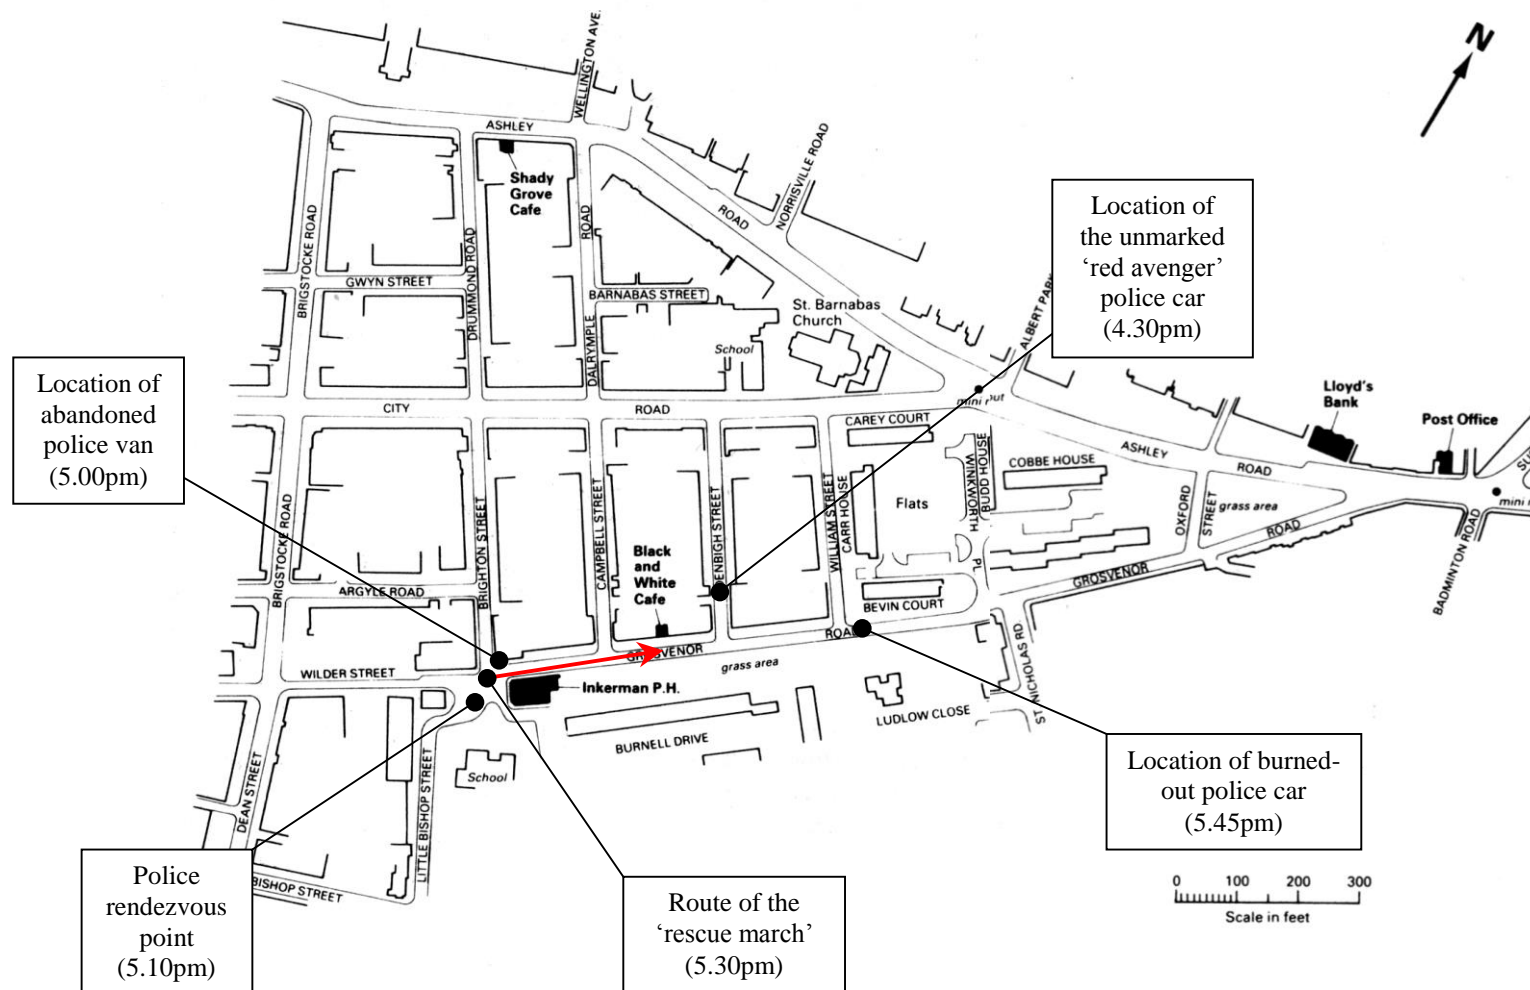 N
WELLINGTON AVE.
ASHLEY
Shady
Grove
Cafe
ROAD
NORRISVILLE ROAD
ROAD
BRIGSTOCKE ROAD
DRUMMOND ROAD
GWYN STREET
BARNABAS STREET
DALRYMPLE
St. Barnabas
Church
School
ALBERT PARK
Location of
the unmarked
‘red avenger’
police car
(4.30pm)
Location of
abandoned
police van
(5.00pm)
CITY
ROAD
mini
CAREY COURT
Lloyd's
Bank
Post Office
ASHLEY
ROAD
COBBE HOUSE
BUDD HOUSE
WINKWORTH
PL.
Flats
CARR HOUSE
WILLIAM STREET
OXFORD
STREET
grass area
ROAD
mini
BADMINTON ROAD
GROSVENOR
BRIGSTOCKE ROAD
BRIGHTON STREET
CAMPBELL STREET
ENBIGH STREET
Black
and
White
Cafe
ARGYLE ROAD
BEVIN COURT
GROSVENOR
ROAD
grass area
WILDER STREET
Inkerman P.H.
ST. NICHOLAS RD.
LUDLOW CLOSE
BURNELL DRIVE
School
DEAN STREET
LITTLE BISHOP STREET
BISHOP STREET
Location of burned-
out police car
(5.45pm)
Police
rendezvous
point
(5.10pm)
Route of the
‘rescue march’
(5.30pm)
0 100 200 300
Scale in feet